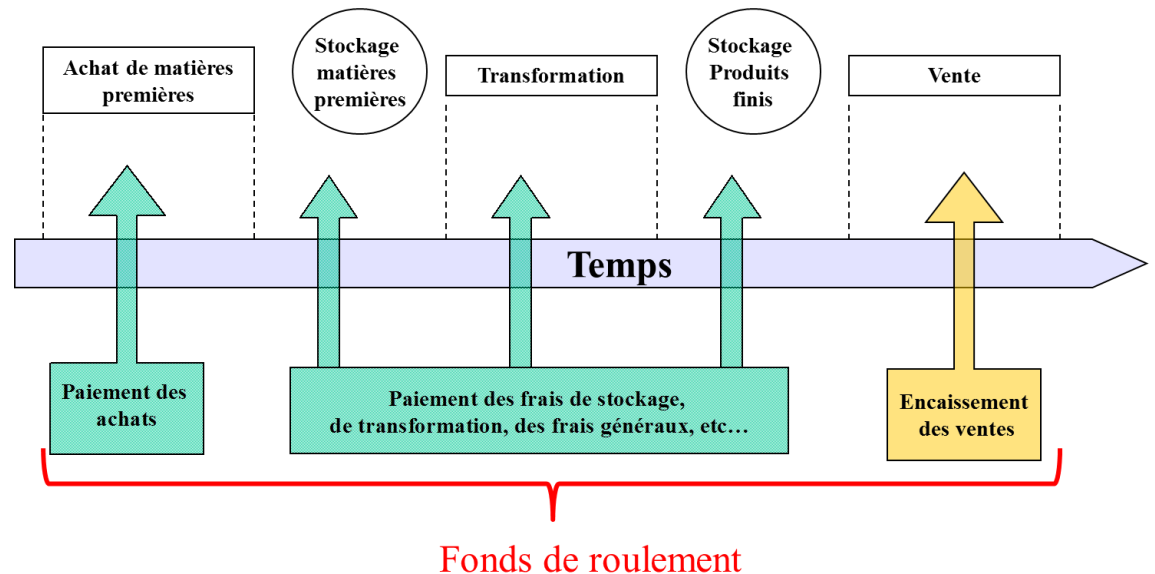 Achat de matières
premières
Stockage
matières
premières
Transformation
Stockage
Produits
finis
Vente
Temps
Paiement des
achats
Paiement des frais de stockage,
de transformation, des frais généraux, etc…
Encaissement
des ventes
Fonds de roulement